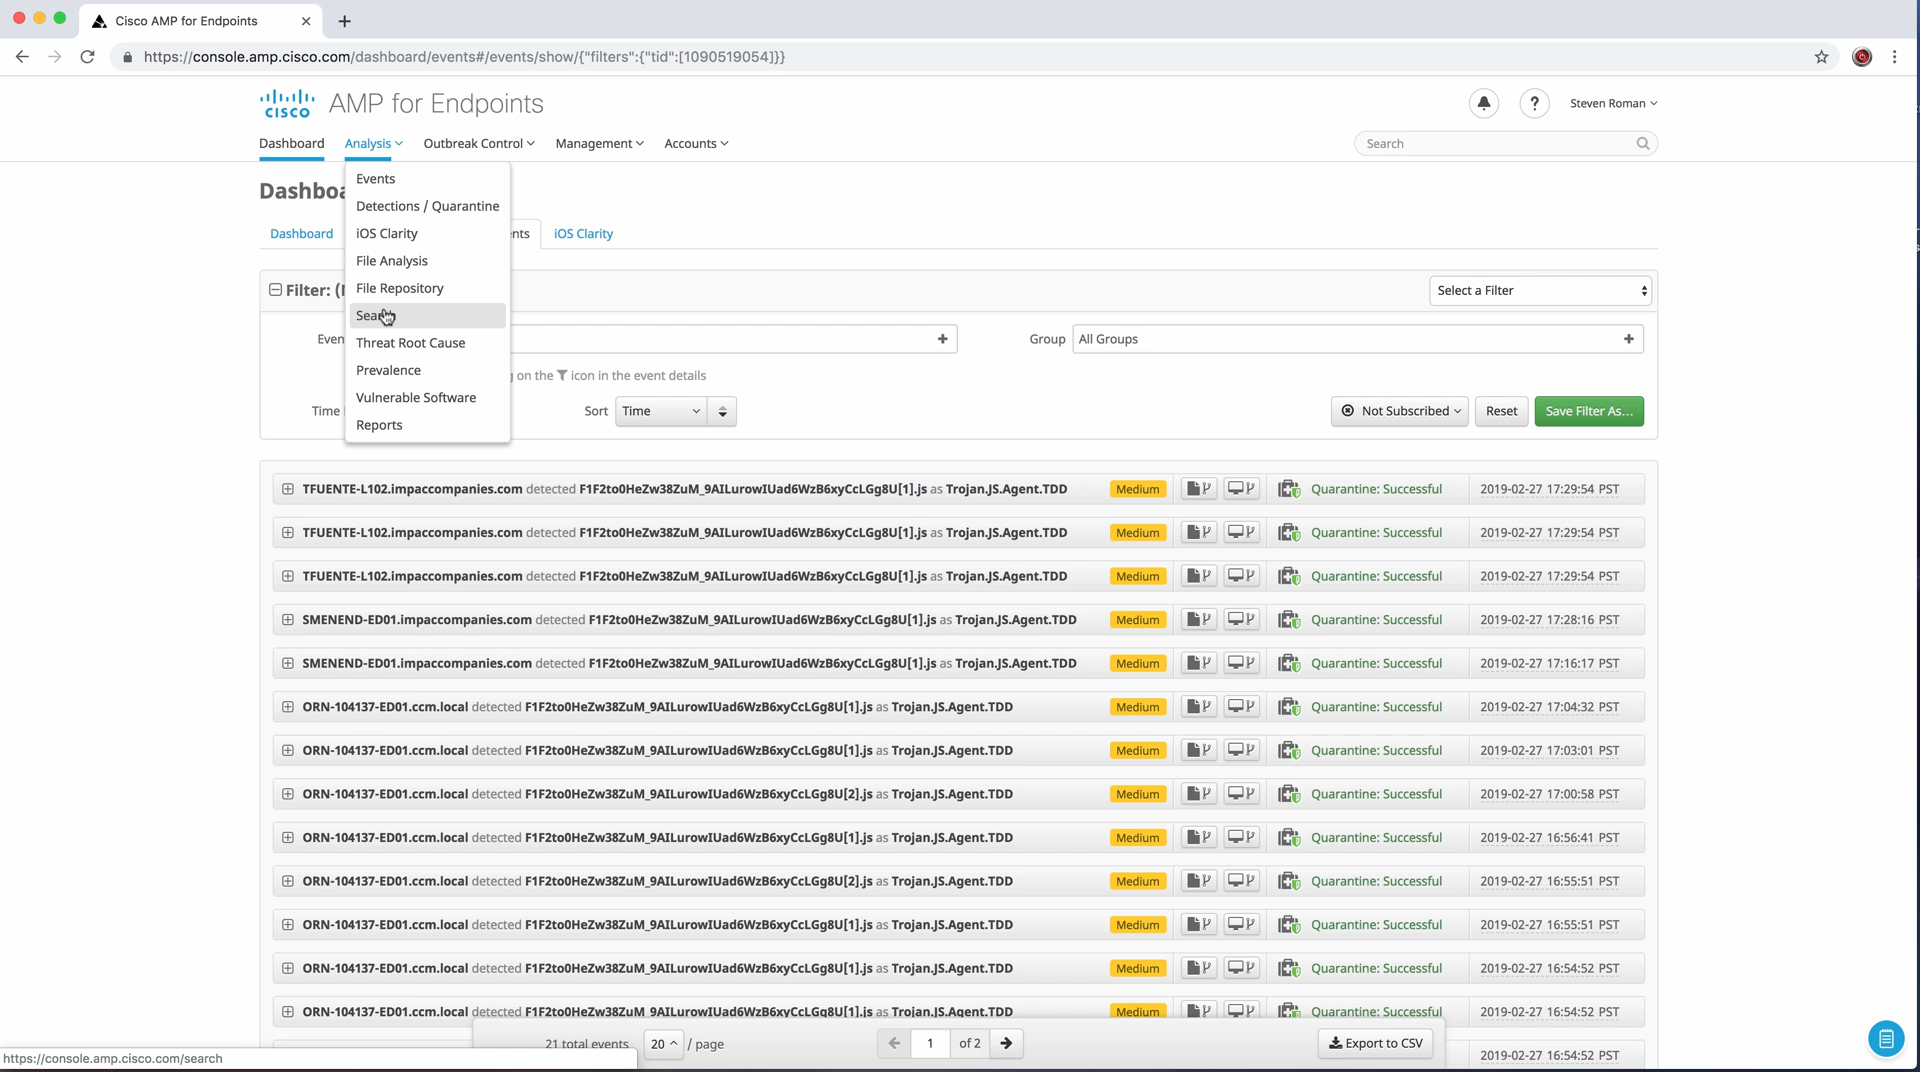 Cisco AMP for Endpoints
https://console.amp.cisco.com/dashboard/events#/events/show/{"filters":{"tid":[1090519054]}}
CISCO AMP for Endpoints
? Steven Roman
Dashboard Analysis Outbreak Control Management Accounts Search
Events
Detections / Quarantine
iOS Clarity
File Analysis
File Repository
Threat Root Cause
Prevalence
Vulnerable Software
Reports
Dashboard iOS Clarity
Filter: Select a Filter
Group All Groups
on the icon in the event details
Time Sort Time Not Subscribed Reset Save Filter As...
TFUENTE-L102.impaccompanies.com detected F1F2to0HeZw38ZuM_9AILurowIUad6WzB6xyCcLGg8U[1].js as Trojan.JS.Agent.TDD Medium Quarantine: Successful 2019-02-27 17:29:54 PST
TFUENTE-L102.impaccompanies.com detected F1F2to0HeZw38ZuM_9AILurowIUad6WzB6xyCcLGg8U[1].js as Trojan.JS.Agent.TDD Medium Quarantine: Successful 2019-02-27 17:29:54 PST
TFUENTE-L102.impaccompanies.com detected F1F2to0HeZw38ZuM_9AILurowIUad6WzB6xyCcLGg8U[1].js as Trojan.JS.Agent.TDD Medium Quarantine: Successful 2019-02-27 17:29:54 PST
SMENEND-ED01.impaccompanies.com detected F1F2to0HeZw38ZuM_9AILurowIUad6WzB6xyCcLGg8U[1].js as Trojan.JS.Agent.TDD Medium Quarantine: Successful 2019-02-27 17:28:16 PST
SMENEND-ED01.impaccompanies.com detected F1F2to0HeZw38ZuM_9AILurowIUad6WzB6xyCcLGg8U[1].js as Trojan.JS.Agent.TDD Medium Quarantine: Successful 2019-02-27 17:16:17 PST
ORN-104137-ED01.ccm.local detected F1F2to0HeZw38ZuM_9AILurowIUad6WzB6xyCcLGg8U[1].js as Trojan.JS.Agent.TDD Medium Quarantine: Successful 2019-02-27 17:04:32 PST
ORN-104137-ED01.ccm.local detected F1F2to0HeZw38ZuM_9AILurowIUad6WzB6xyCcLGg8U[1].js as Trojan.JS.Agent.TDD Medium Quarantine: Successful 2019-02-27 17:03:01 PST
ORN-104137-ED01.ccm.local detected F1F2to0HeZw38ZuM_9AILurowIUad6WzB6xyCcLGg8U[2].js as Trojan.JS.Agent.TDD Medium Quarantine: Successful 2019-02-27 17:00:58 PST
ORN-104137-ED01.ccm.local detected F1F2to0HeZw38ZuM_9AILurowIUad6WzB6xyCcLGg8U[1].js as Trojan.JS.Agent.TDD Medium Quarantine: Successful 2019-02-27 16:56:41 PST
ORN-104137-ED01.ccm.local detected F1F2to0HeZw38ZuM_9AILurowIUad6WzB6xyCcLGg8U[2].js as Trojan.JS.Agent.TDD Medium Quarantine: Successful 2019-02-27 16:55:51 PST
ORN-104137-ED01.ccm.local detected F1F2to0HeZw38ZuM_9AILurowIUad6WzB6xyCcLGg8U[1].js as Trojan.JS.Agent.TDD Medium Quarantine: Successful 2019-02-27 16:55:51 PST
ORN-104137-ED01.ccm.local detected F1F2to0HeZw38ZuM_9AILurowIUad6WzB6xyCcLGg8U[1].js as Trojan.JS.Agent.TDD Medium Quarantine: Successful 2019-02-27 16:54:52 PST
ORN-104137-ED01.ccm.local detected F1F2to0HeZw38ZuM_9AILurowIUad6WzB6xyCcLGg8U[1].js as Trojan.JS.Agent.TDD Medium Quarantine: Successful 2019-02-27 16:54:52 PST
21 total events 20 / page 1 of 2 Export to CSV
2019-02-27 16:54:52 PST
https://console.amp.cisco.com/search